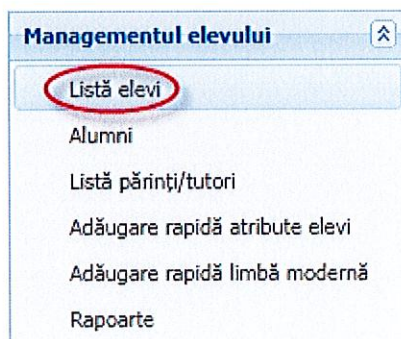 Managementul elevului
Listă elevi
Alumni
Listă părinți/tutori
Adăugare rapidă atribute elevi
Adăugare rapidă limbă modernă
Rapoarte